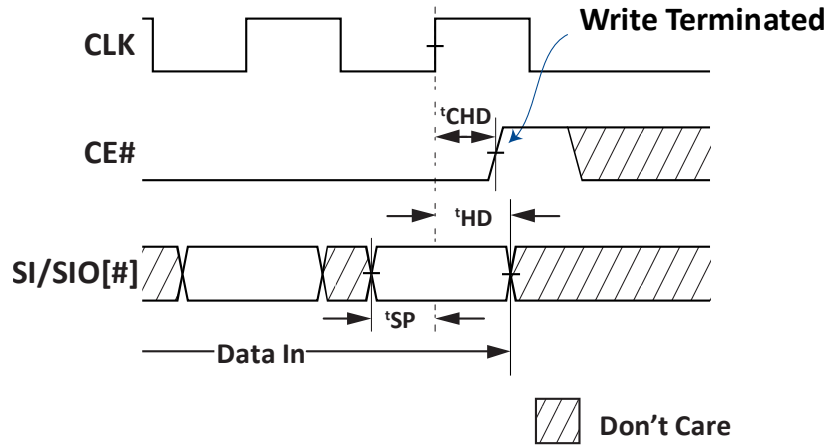 Write Terminated
CLK
tCHD
CE#
tHD
SI/SIO[#]
tSP
Data In
Don't Care